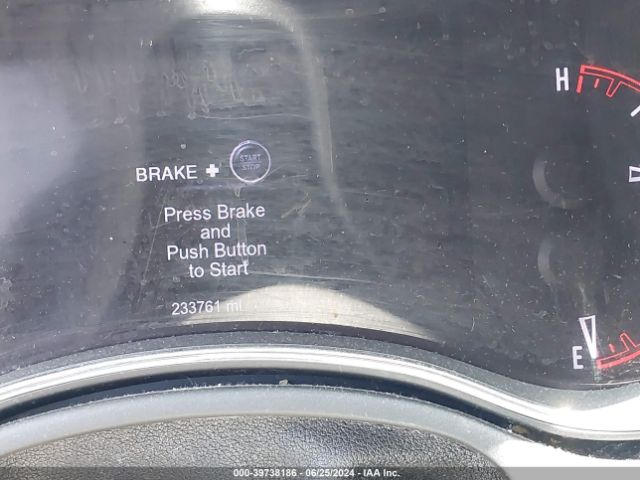 H
BRAKE + START
STOP
Press Brake
and
Push Button
to Start
233761 mi
E
000-39738186 - 06/25/2024 - IAA Inc.